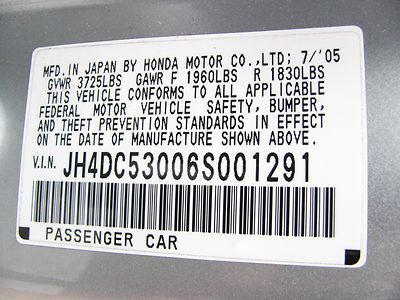 MFD.IN JAPAN BY HONDA MOTOR CO.,LTD; 7/'05
GVWR 3725LBS GAWR F 1960LBS R 1830LBS
THIS VEHICLE CONFORMS TO ALL APPLICABLE
FEDERAL MOTOR VEHICLE SAFETY, BUMPER,
AND THEFT PREVENTION STANDARDS IN EFFECT
ON THE DATE OF MANUFACTURE SHOWN ABOVE.
V.I.N. JH4DC53006S001291
PASSENGER CAR